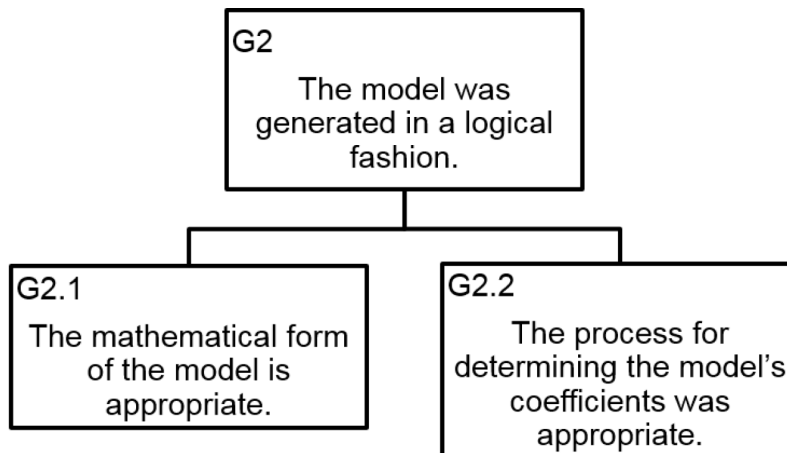 G2
The model was
generated in a logical
fashion.
G2.1
The mathematical form
of the model is
appropriate.
G2.2
The process for
determining the model's
coefficients was
appropriate.